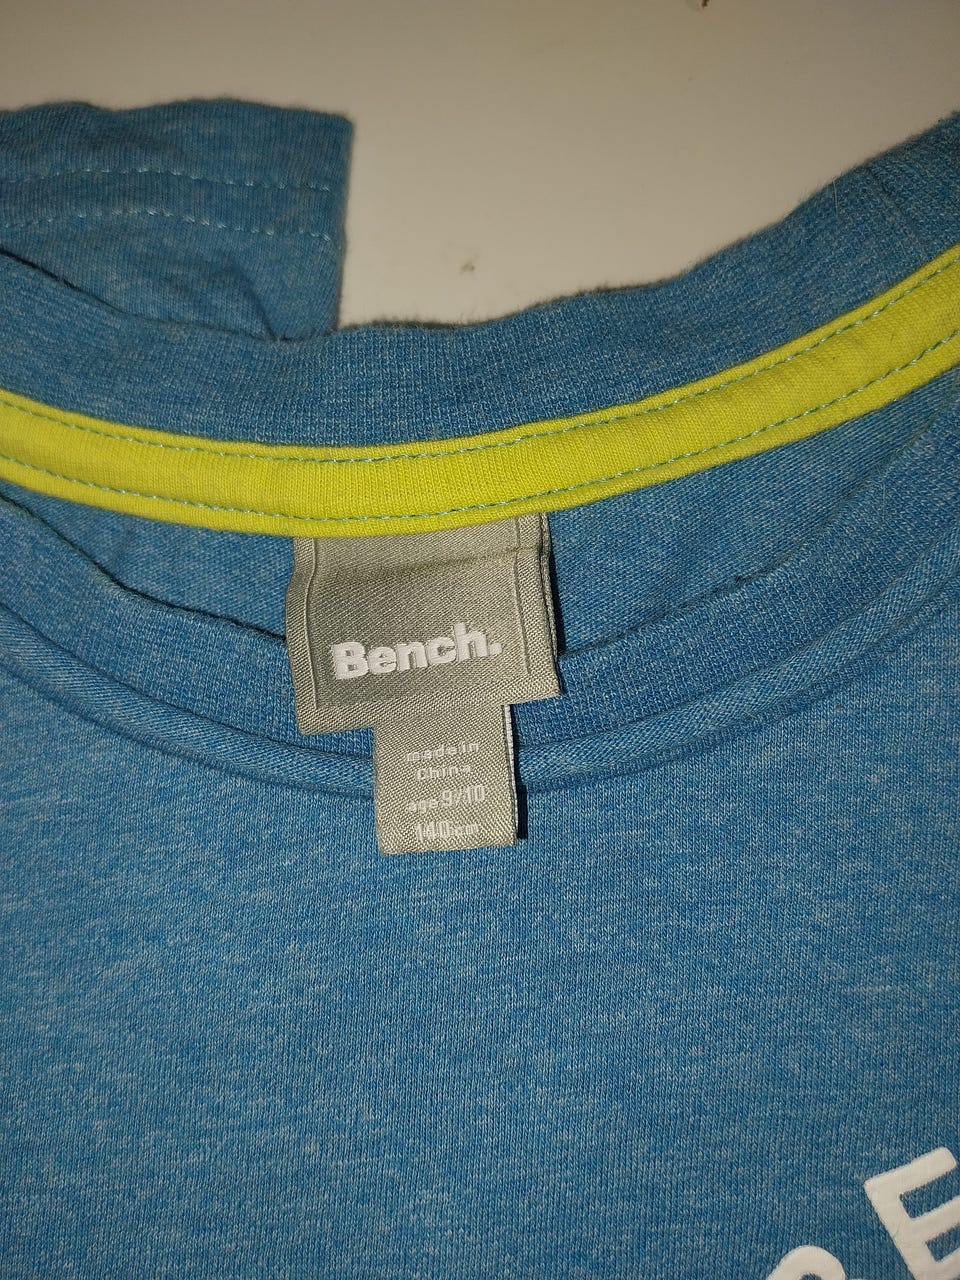 Bench.
made in
China
age 9/10
140cm
E